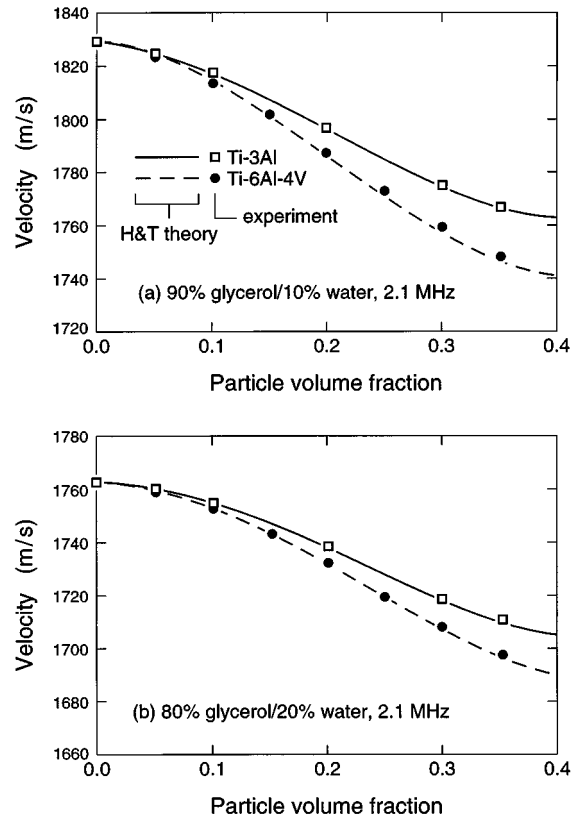 1840
1820
1800
1780
1760
1740
1720
Velocity (m/s)
Ti-3Al
Ti-6Al-4V
experiment
H&T theory
(a) 90% glycerol/10% water, 2.1 MHz
0.0 0.1 0.2 0.3 0.4
Particle volume fraction
1780
1760
1740
1720
1700
1680
1660
Velocity (m/s)
(b) 80% glycerol/20% water, 2.1 MHz
0.0 0.1 0.2 0.3 0.4
Particle volume fraction